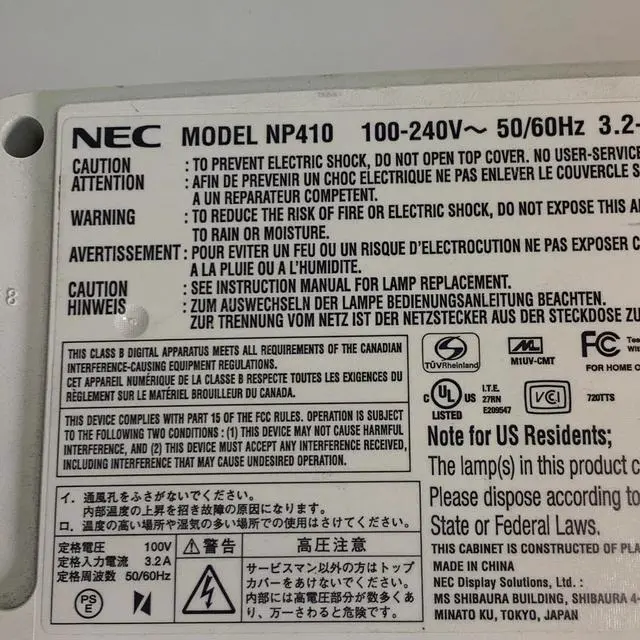 NEC MODEL NP410 100-240V～ 50/60Hz 3.2-
CAUTION : TO PREVENT ELECTRIC SHOCK, DO NOT OPEN TOP COVER. NO USER-SERVICE
ATTENTION : AFIN DE PREVENIR UN CHOC ELECTRIQUE NE PAS ENLEVER LE COUVERCLE S
A UN REPARATEUR COMPETENT.
WARNING : TO REDUCE THE RISK OF FIRE OR ELECTRIC SHOCK, DO NOT EXPOSE THIS A
TO RAIN OR MOISTURE.
AVERTISSEMENT : POUR EVITER UN FEU OU UN RISQUE D'ELECTROCUTION NE PAS EXPOSER C
A LA PLUIE OU A L'HUMIDITE.
CAUTION : SEE INSTRUCTION MANUAL FOR LAMP REPLACEMENT.
HINWEIS : ZUM AUSWECHSELN DER LAMPE BEDIENUNGSANLEITUNG BEACHTEN.
ZUR TRENNUNG VOM NETZ IST DER NETZSTECKER AUS DER STECKDOSE ZU
8
THIS CLASS B DIGITAL APPARATUS MEETS ALL REQUIREMENTS OF THE CANADIAN
INTERFERENCE-CAUSING EQUIPMENT REGULATIONS.
CET APPAREIL NUMÉRIQUE DE LA CLASSE B RESPECTE TOUTES LES EXIGENCES DU
RÈGLEMENT SUR LE MATÉRIEL BROUILLEUR DU CANADA.
THIS DEVICE COMPLIES WITH PART 15 OF THE FCC RULES. OPERATION IS SUBJECT
TO THE FOLLOWING TWO CONDITIONS : (1) THIS DEVICE MAY NOT CAUSE HARMFUL
INTERFERENCE, AND (2) THIS DEVICE MUST ACCEPT ANY INTERFERENCE RECEIVED,
INCLUDING INTERFERENCE THAT MAY CAUSE UNDESIRED OPERATION.
TÜVRheinland
M1UV-CMT
FC Tes
Wit
FOR HOME O
c UL US
LISTED
I.T.E.
27RN
E209547
VCI
720TTS
Note for US Residents;
The lamp(s) in this product c
Please dispose according to
State or Federal Laws.
THIS CABINET IS CONSTRUCTED OF PLA
MADE IN CHINA
NEC Display Solutions, Ltd. :
MS SHIBAURA BUILDING, SHIBAURA 4-
MINATO KU, TOKYO, JAPAN
イ. 通風孔をふさがないでください。
内部温度の上昇を招き故障の原因になります。
ロ. 温度の高い場所や湿気の多い場所での使用はさけてください。
定格電圧 100V
定格入力電流 3.2A
定格周波数 50/60Hz
PSE
警告 高圧注意
サービスマン以外の方はトップ
カバーをあけないでください。
内部には高電圧部分が数多くあ
り、万一さわると危険です。